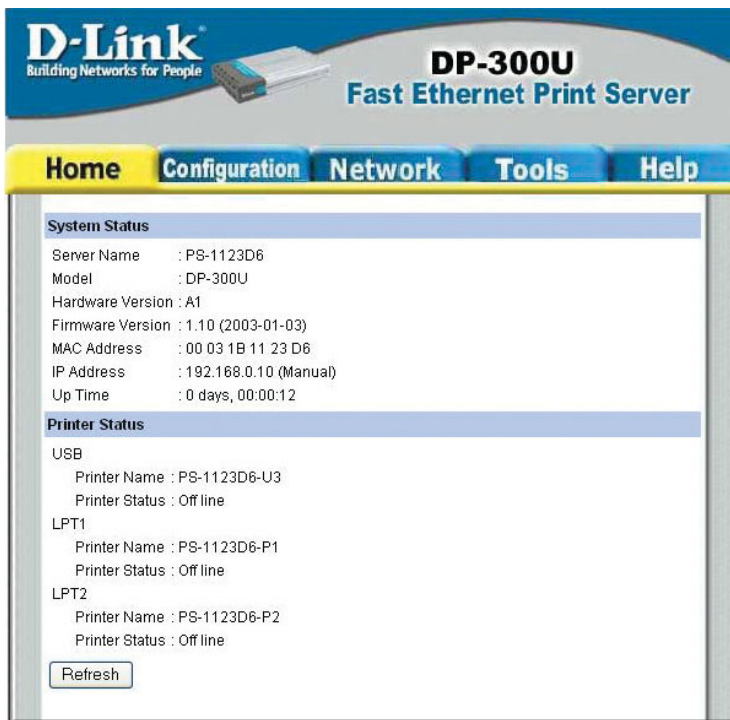 D-Link
Building Networks for People
DP-300U
Fast Ethernet Print Server
Home Configuration Network Tools Help
System Status
Server Name : PS-1123D6
Model : DP-300U
Hardware Version : A1
Firmware Version : 1.10 (2003-01-03)
MAC Address : 00 03 1B 11 23 D6
IP Address : 192.168.0.10 (Manual)
Up Time : 0 days, 00:00:12
Printer Status
USB
Printer Name : PS-1123D6-U3
Printer Status : Off line
LPT1
Printer Name : PS-1123D6-P1
Printer Status : Off line
LPT2
Printer Name : PS-1123D6-P2
Printer Status : Off line
Refresh